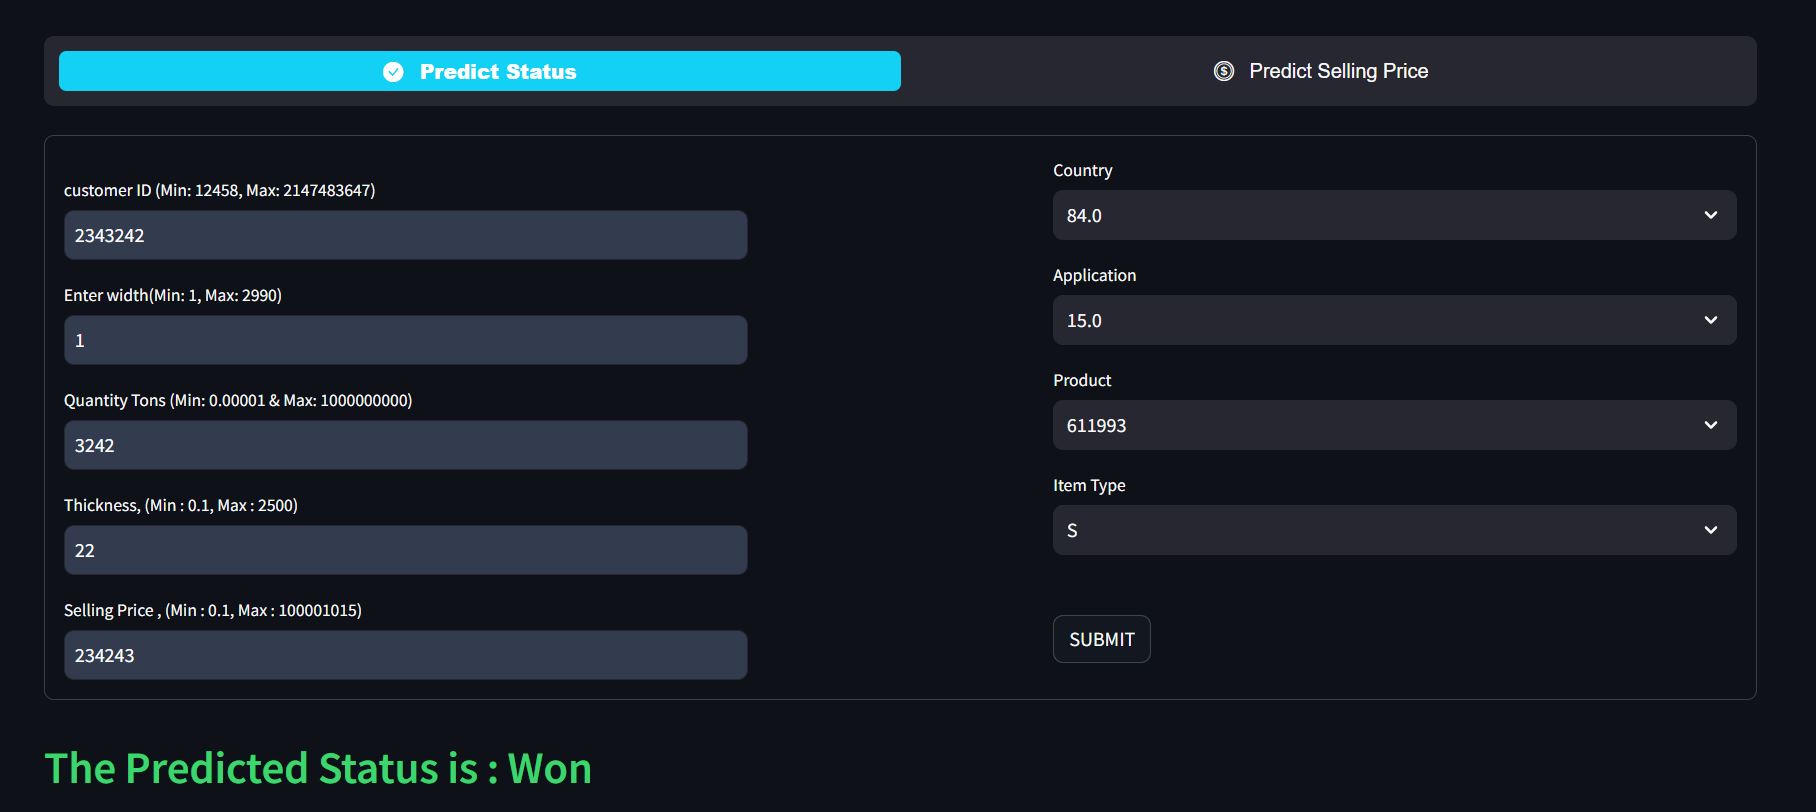 Predict Status
Predict Selling Price
customer ID (Min: 12458, Max: 2147483647)
2343242
Enter width(Min: 1, Max: 2990)
1
Quantity Tons (Min: 0.00001 & Max: 1000000000)
3242
Thickness, (Min : 0.1, Max : 2500)
22
Selling Price , (Min : 0.1, Max : 100001015)
234243
Country
84.0
Application
15.0
Product
611993
Item Type
S
SUBMIT
The Predicted Status is : Won